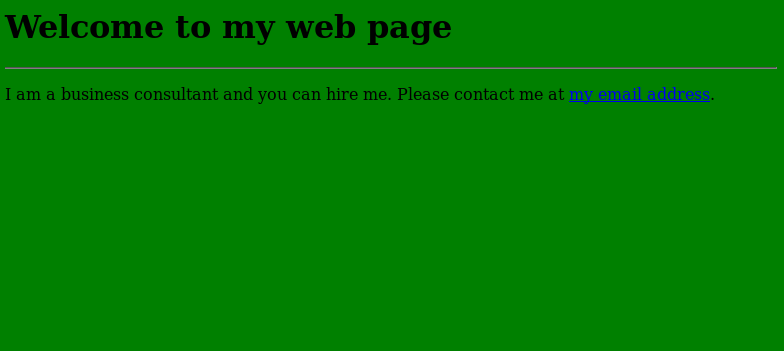 Welcome to my web page
I am a business consultant and you can hire me. Please contact me at my email address.